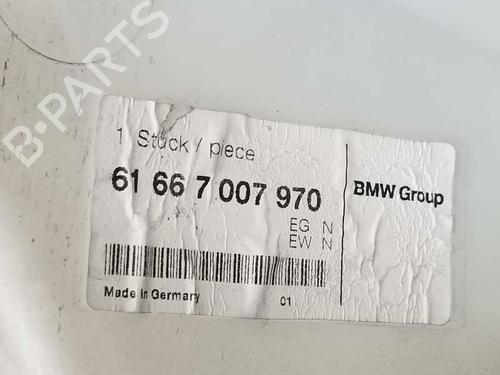 B-PARTS
1 Stück / piece
61 66 7 007 970
BMW Group
EG N
EW N
Made In Germany
01